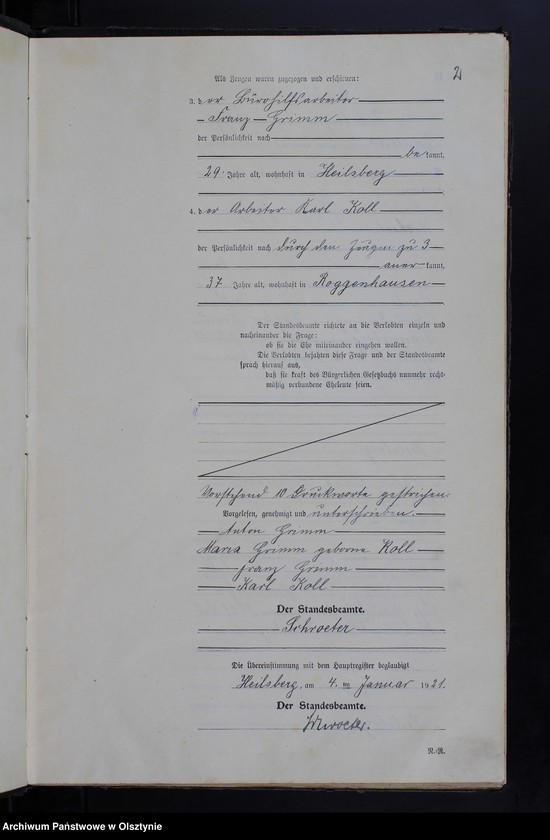 2
Als Zeugen waren zugezogen und erschienen:
3. der Bürohilfsarbeiter
Franz Grimm
der Persönlichkeit nach
be kannt,
29 Jahre alt, wohnhaft in Heilsberg
4. der Arbeiter Karl Koll
der Persönlichkeit nach durch den Zeugen zu 3
aner kannt,
37 Jahre alt, wohnhaft in Roggenhausen
Der Standesbeamte richtete an die Verlobten einzeln und
nacheinander die Frage:
ob sie die Ehe miteinander eingehen wollen.
Die Verlobten bejahten diese Frage und der Standesbeamte
sprach hierauf aus,
daß sie kraft des Bürgerlichen Gesetzbuchs nunmehr recht-
mäßig verbundene Eheleute seien.
Vorstehend 10 Druckworte gestrichen.
Vorgelesen, genehmigt und unterschrieben.
Anton Grimm
Maria Grimm geborne Koll
Franz Grimm
Karl Koll
Der Standesbeamte.
Schroeter
Die Übereinstimmung mit dem Hauptregister beglaubigt
Heilsberg, am 4. ten Januar 1921.
Der Standesbeamte.
Schroeter.
N.-R.
Archiwum Państwowe w Olsztynie